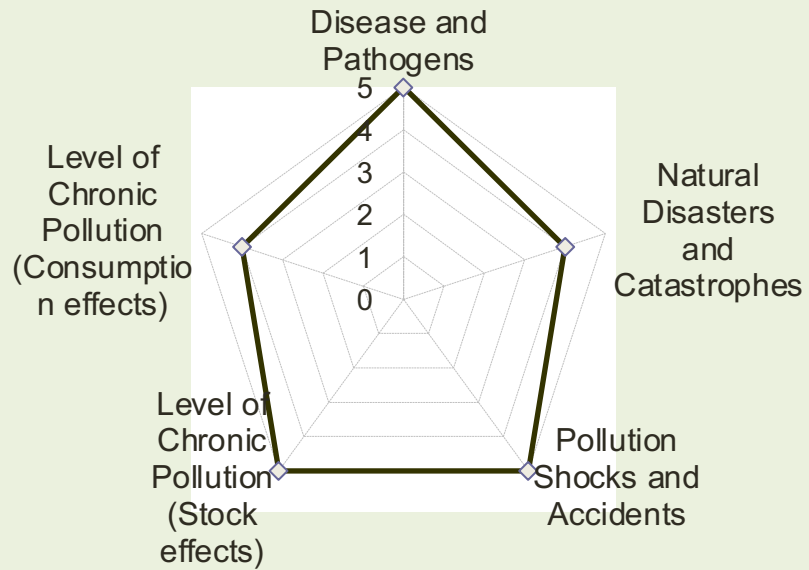 Disease and
Pathogens
5
4
3
2
1
0
Natural
Disasters
and
Catastrophes
Pollution
Shocks and
Accidents
Level of
Chronic
Pollution
(Stock
effects)
Level of
Chronic
Pollution
(Consumptio
n effects)